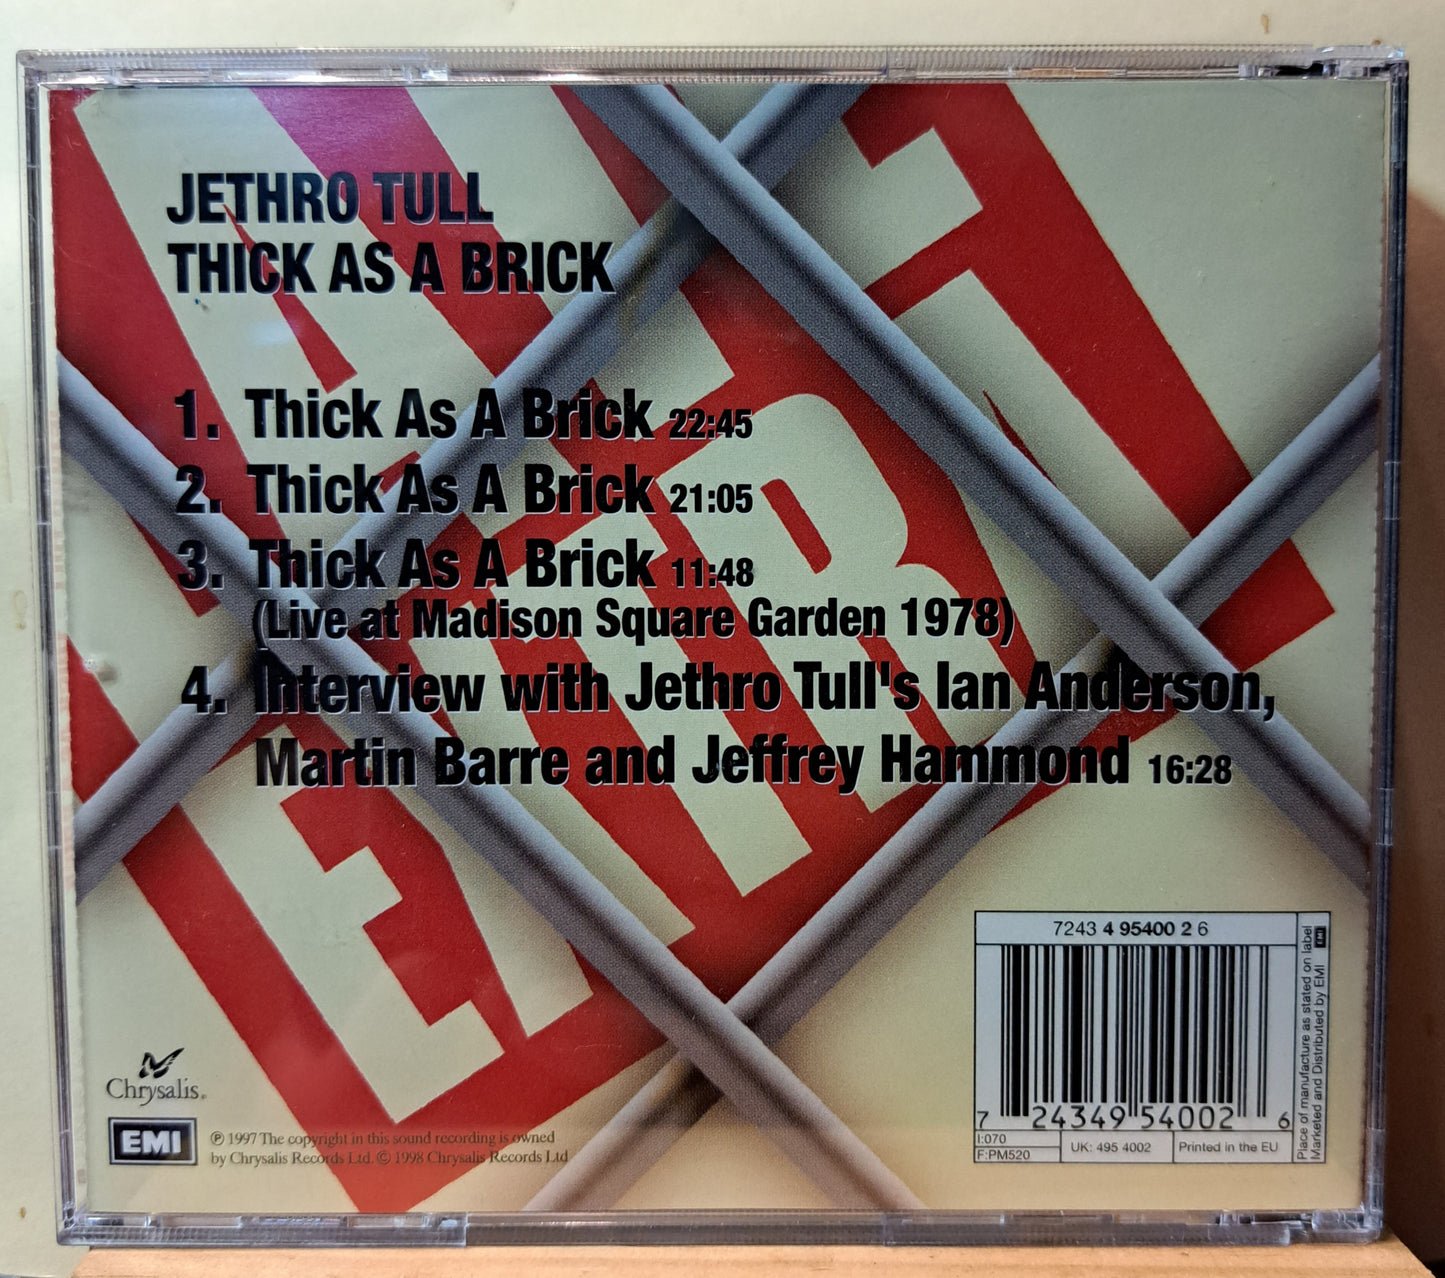 JETHRO TULL
THICK AS A BRICK
1. Thick As A Brick 22:45
2. Thick As A Brick 21:05
3. Thick As A Brick 11:48
(Live at Madison Square Garden 1978)
4. Interview with Jethro Tull's Ian Anderson,
Martin Barre and Jeffrey Hammond 16:28
Chrysalis.
EMI
℗ 1997 The copyright in this sound recording is owned
by Chrysalis Records Ltd. © 1998 Chrysalis Records Ltd
7243 4 95400 2 6
7 24349 54002 6
I:070
F:PM520
UK: 495 4002
Printed in the EU
Place of manufacture as stated on label
Marketed and Distributed by EMI
EMI